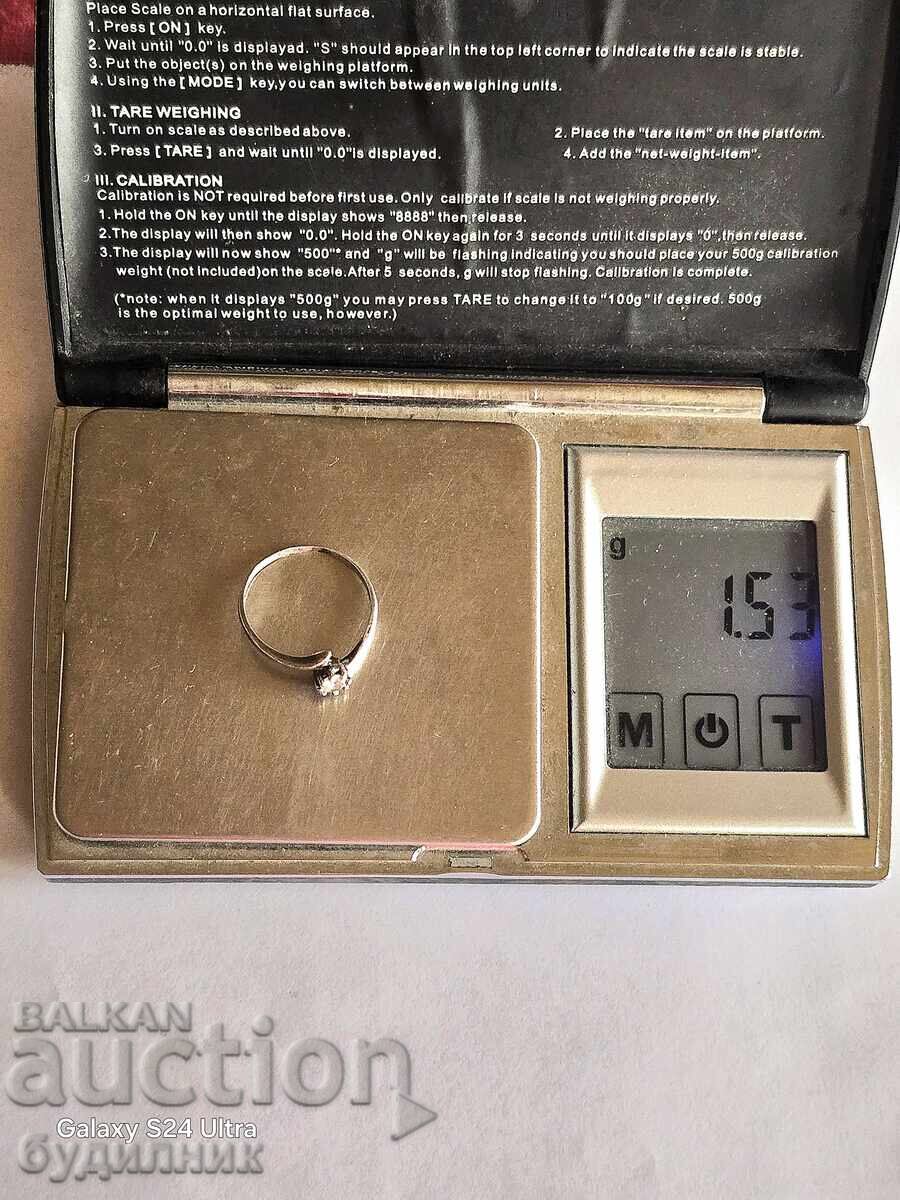 Place Scale on a horizontal flat surface.
1. Press [ ON ] key.
2. Wait until "0.0" is displayad. "S" should appear in the top left corner to indicate the scale is stable.
3. Put the object(s) on the weighing platform.
4. Using the [ MODE ] key,you can switch between weighing units.
II. TARE WEIGHING
1. Turn on scale as described above.
2. Place the "tare item" on the platform.
3. Press [ TARE ] and wait until "0.0"is displayed.
4. Add the "net-weight-item".
III. CALIBRATION
Calibration is NOT required before first use. Only calibrate if scale is not weighing properly.
1. Hold the ON key until the display shows "8888" then release.
2.The display will then show "0.0". Hold the ON key again for 3 seconds until it displays "0",then release.
3.The display will now show "500"* and "g" will be flashing indicating you should place your 500g calibration
weight (not included)on the scale.After 5 seconds, g will stop flashing. Calibration is complete.
(*note: when it displays "500g" you may press TARE to change it to "100g" if desired. 500g
is the optimal weight to use, however.)
g
1.53
M T
BALKAN
auction
Galaxy S24 Ultra
будилник